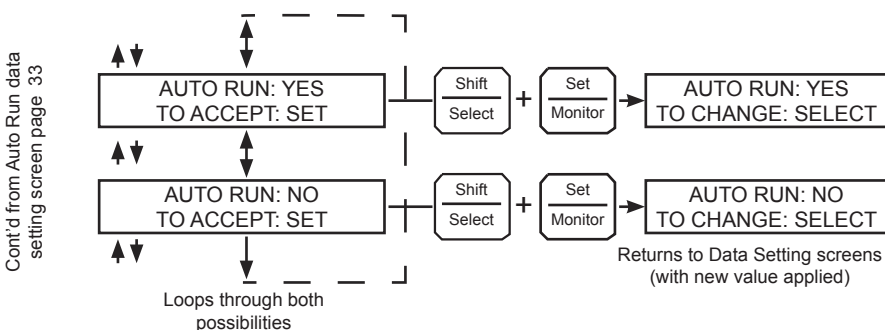 Cont'd from Auto Run data
setting screen page 33
AUTO RUN: YES
TO ACCEPT: SET
Shift
Select
+
Set
Monitor
AUTO RUN: YES
TO CHANGE: SELECT
AUTO RUN: NO
TO ACCEPT: SET
Shift
Select
+
Set
Monitor
AUTO RUN: NO
TO CHANGE: SELECT
Returns to Data Setting screens
(with new value applied)
Loops through both
possibilities